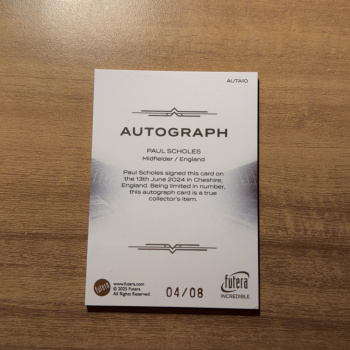 AUTA10
AUTOGRAPH
PAUL SCHOLES
Midfielder / England
Paul Scholes signed this card on
the 13th June 2024 in Cheshire,
England. Being limited in number,
this autograph card is a true
collector's item.
futera
www.futera.com
© 2025 Futera.
All Rights Reserved.
04/08
futera
INCREDIBLE